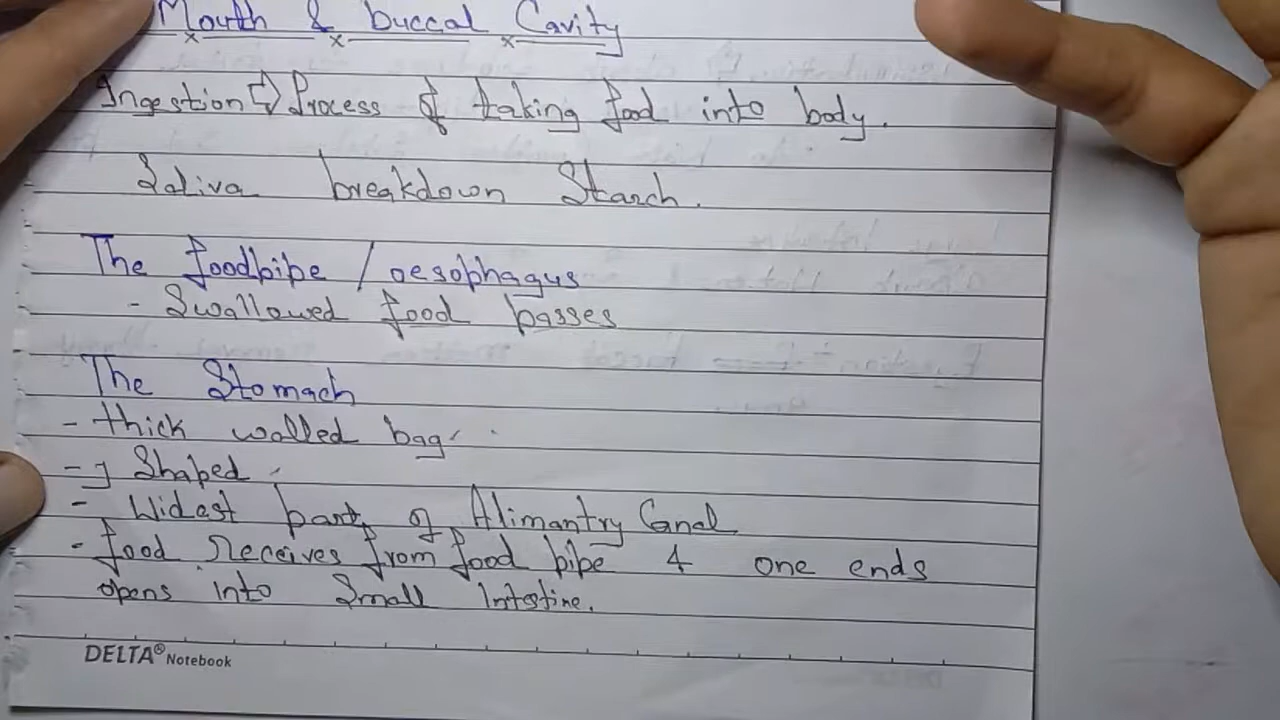 Mouth & buccal Cavity
Ingestion ⇨ Process of taking food into body.
Saliva breakdown Starch.
The foodpipe / oesophagus
- Swallowed food passes
The Stomach
- thick walled bag
- J Shaped
- Widest part of Alimantry Canal
- food Receives from food pipe & one ends
opens into Small Intestine.
DELTA® Notebook